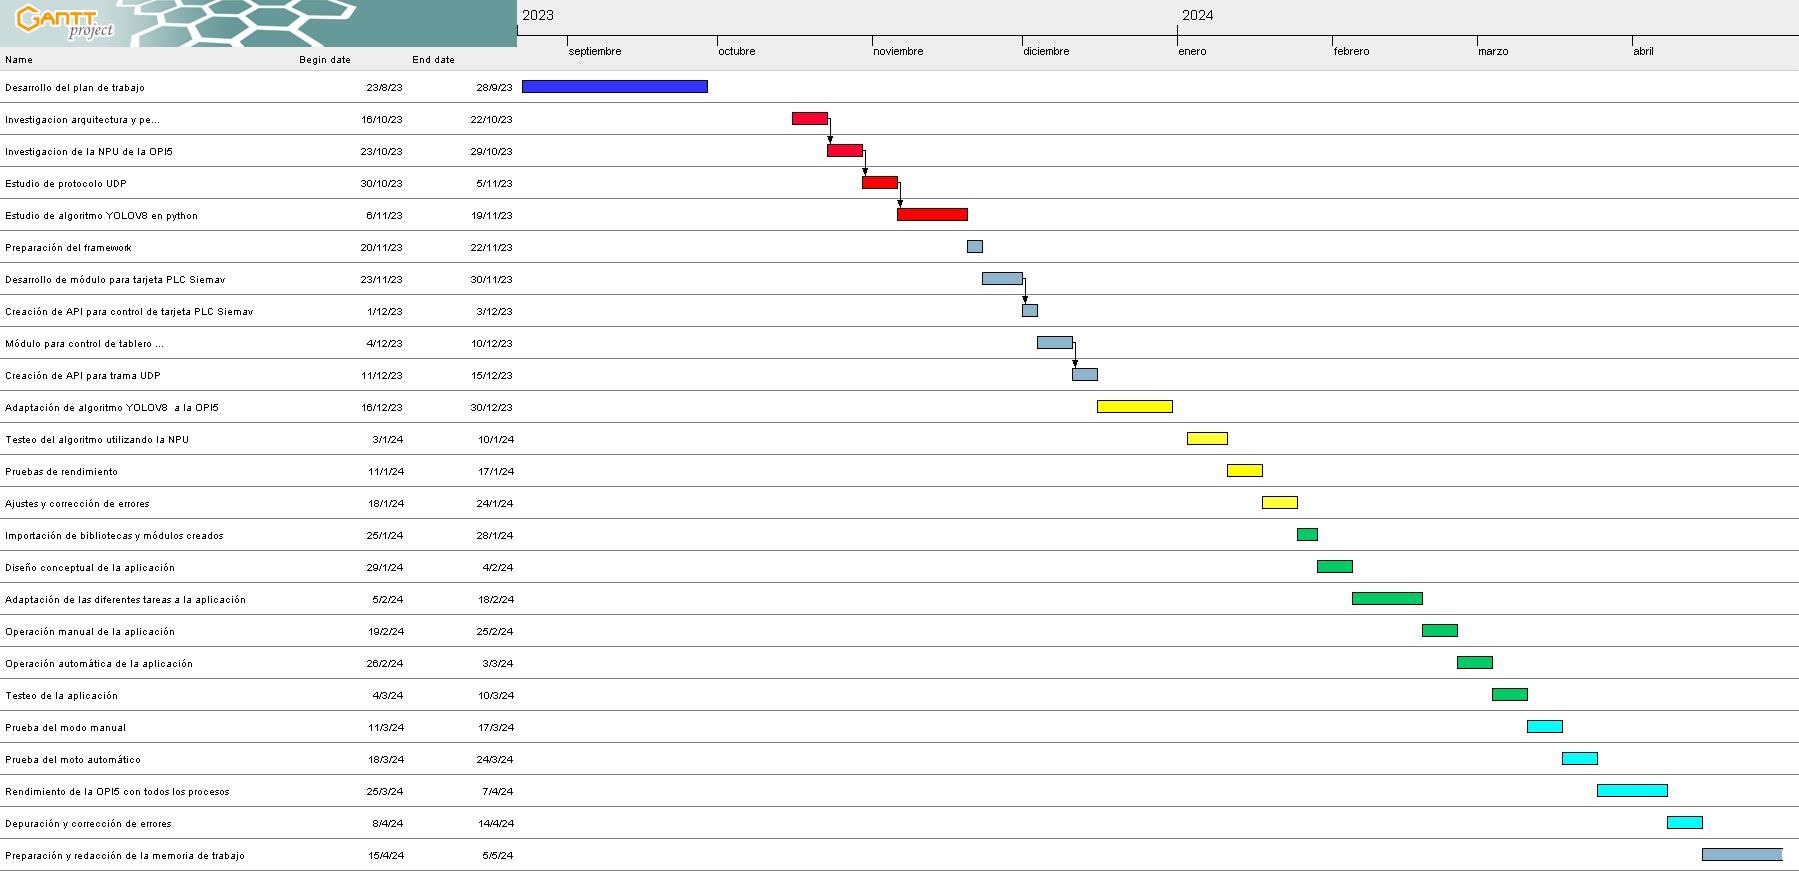 GANTT
project
2023 2024
septiembre octubre noviembre diciembre enero febrero marzo abril
Name Begin date End date
Desarrollo del plan de trabajo 23/8/23 28/9/23
Investigacion arquitectura y pe... 16/10/23 22/10/23
Investigacion de la NPU de la OPI5 23/10/23 29/10/23
Estudio de protocolo UDP 30/10/23 5/11/23
Estudio de algoritmo YOLOV8 en python 6/11/23 19/11/23
Preparación del framework 20/11/23 22/11/23
Desarrollo de módulo para tarjeta PLC Siemav 23/11/23 30/11/23
Creación de API para control de tarjeta PLC Siemav 1/12/23 3/12/23
Módulo para control de tablero ... 4/12/23 10/12/23
Creación de API para trama UDP 11/12/23 15/12/23
Adaptación de algoritmo YOLOV8 a la OPI5 16/12/23 30/12/23
Testeo del algoritmo utilizando la NPU 3/1/24 10/1/24
Pruebas de rendimiento 11/1/24 17/1/24
Ajustes y corrección de errores 18/1/24 24/1/24
Importación de bibliotecas y módulos creados 25/1/24 28/1/24
Diseño conceptual de la aplicación 29/1/24 4/2/24
Adaptación de las diferentes tareas a la aplicación 5/2/24 18/2/24
Operación manual de la aplicación 19/2/24 25/2/24
Operación automática de la aplicación 26/2/24 3/3/24
Testeo de la aplicación 4/3/24 10/3/24
Prueba del modo manual 11/3/24 17/3/24
Prueba del moto automático 18/3/24 24/3/24
Rendimiento de la OPI5 con todos los procesos 25/3/24 7/4/24
Depuración y corrección de errores 8/4/24 14/4/24
Preparación y redacción de la memoria de trabajo 15/4/24 5/5/24